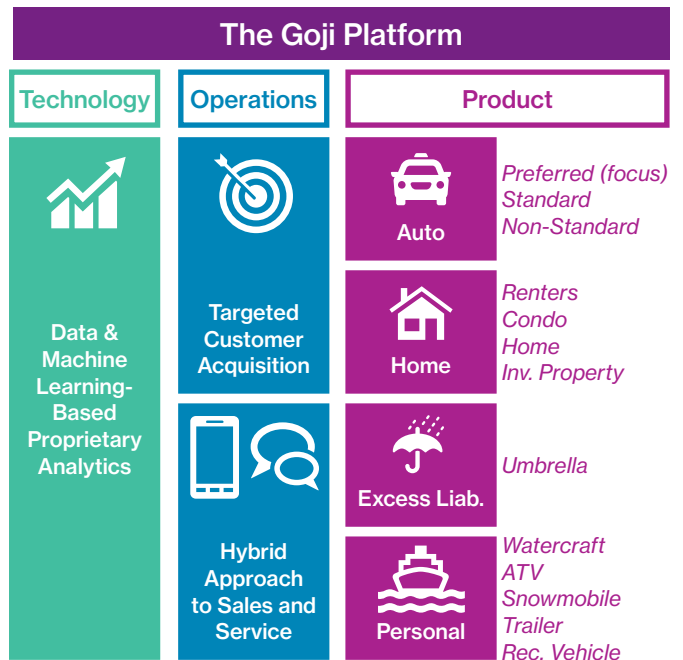 The Goji Platform
Technology
Operations
Product
Data &
Machine
Learning-
Based
Proprietary
Analytics
Targeted
Customer
Acquisition
Hybrid
Approach
to Sales and
Service
Auto
Preferred (focus)
Standard
Non-Standard
Home
Renters
Condo
Home
Inv. Property
Excess Liab.
Umbrella
Personal
Watercraft
ATV
Snowmobile
Trailer
Rec. Vehicle